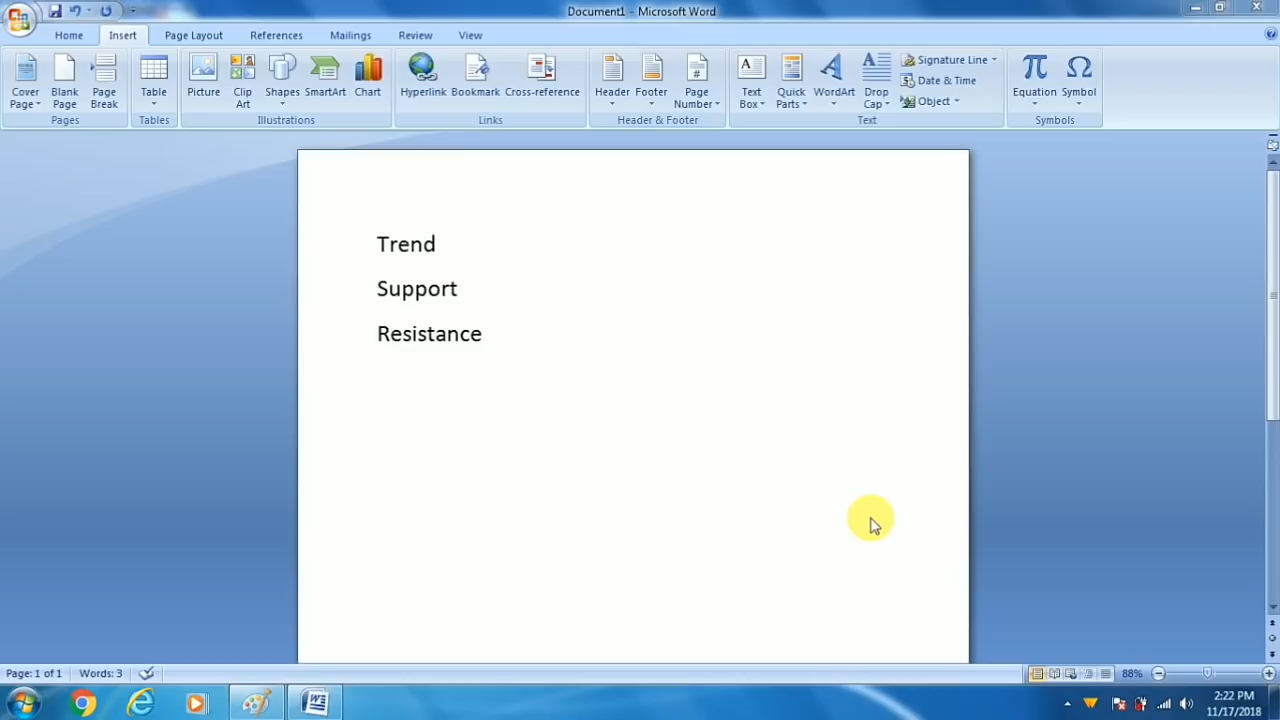 Document1 - Microsoft Word
Home Insert Page Layout References Mailings Review View
Cover Page Blank Page Page Break Table Picture Clip Art Shapes SmartArt Chart Hyperlink Bookmark Cross-reference Header Footer Page Number Text Box Quick Parts WordArt Drop Cap Signature Line Date & Time Object Equation Symbol
Pages Tables Illustrations Links Header & Footer Text Symbols
Trend
Support
Resistance
Page: 1 of 1 Words: 3 88%
2:22 PM
11/17/2018